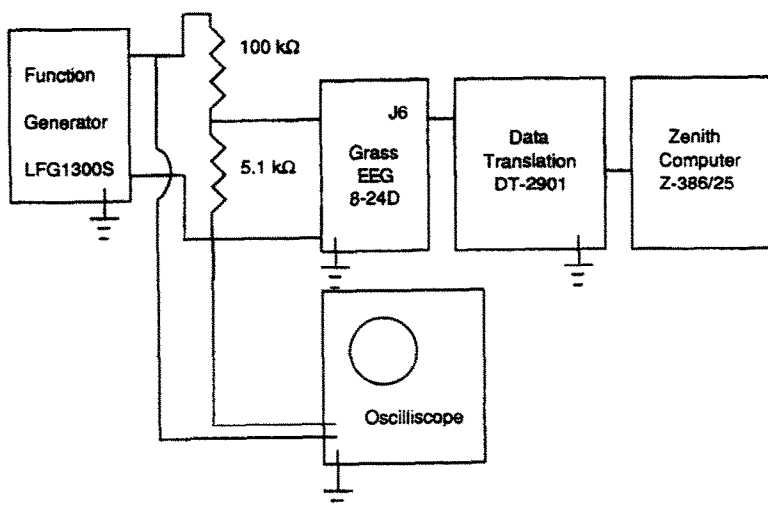 Function
Generator
LFG1300S
100 kΩ
5.1 kΩ
J6
Grass
EEG
8-24D
Data
Translation
DT-2901
Zenith
Computer
Z-386/25
Oscilliscope